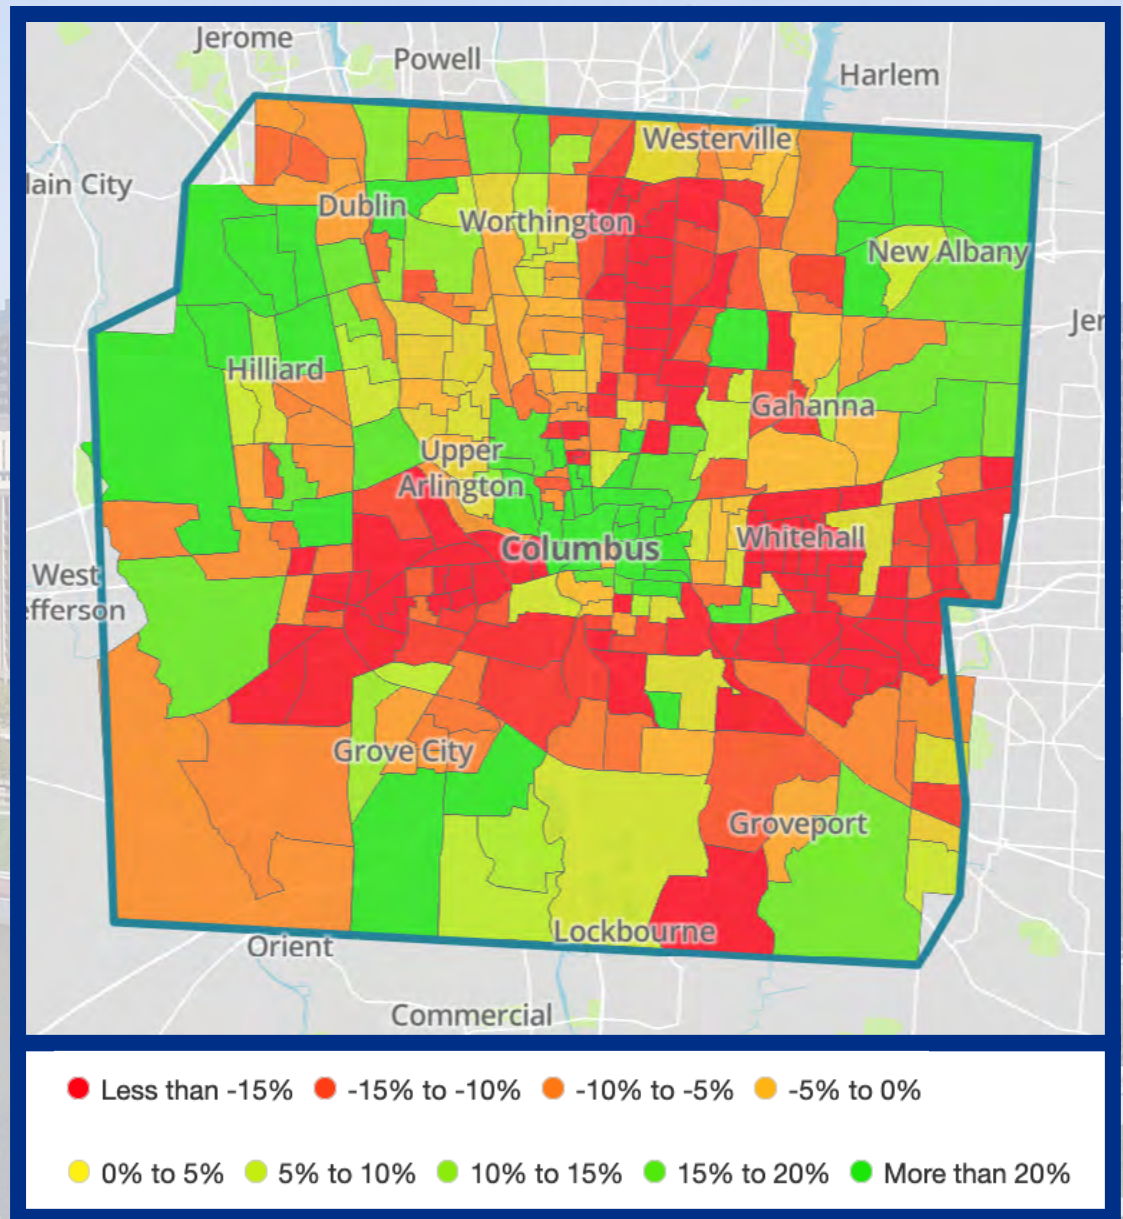 Jerome
Powell
Harlem
Westerville
lain City
Dublin
Worthington
New Albany
Jer
Hilliard
Gahanna
Upper
Arlington
Whitehall
Columbus
West
efferson
Grove City
Groveport
Lockbourne
Orient
Commercial
Less than -15% -15% to -10% -10% to -5% -5% to 0%
0% to 5% 5% to 10% 10% to 15% 15% to 20% More than 20%